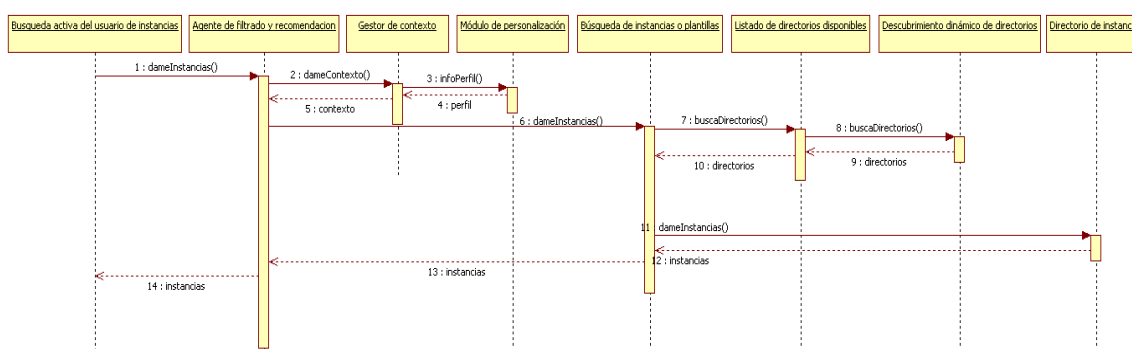 Busqueda activa del usuario de instancias
Agente de filtrado y recomendacion
Gestor de contexto
Módulo de personalización
Búsqueda de instancias o plantillas
Listado de directorios disponibles
Descubrimiento dinámico de directorios
Directorio de instanc
1 : dameInstancias()
2 : dameContexto()
3 : infoPerfil()
4 : perfil
5 : contexto
6 : dameInstancias()
7 : buscaDirectorios()
8 : buscaDirectorios()
9 : directorios
10 : directorios
11 : dameInstancias()
12 : instancias
13 : instancias
14 : instancias